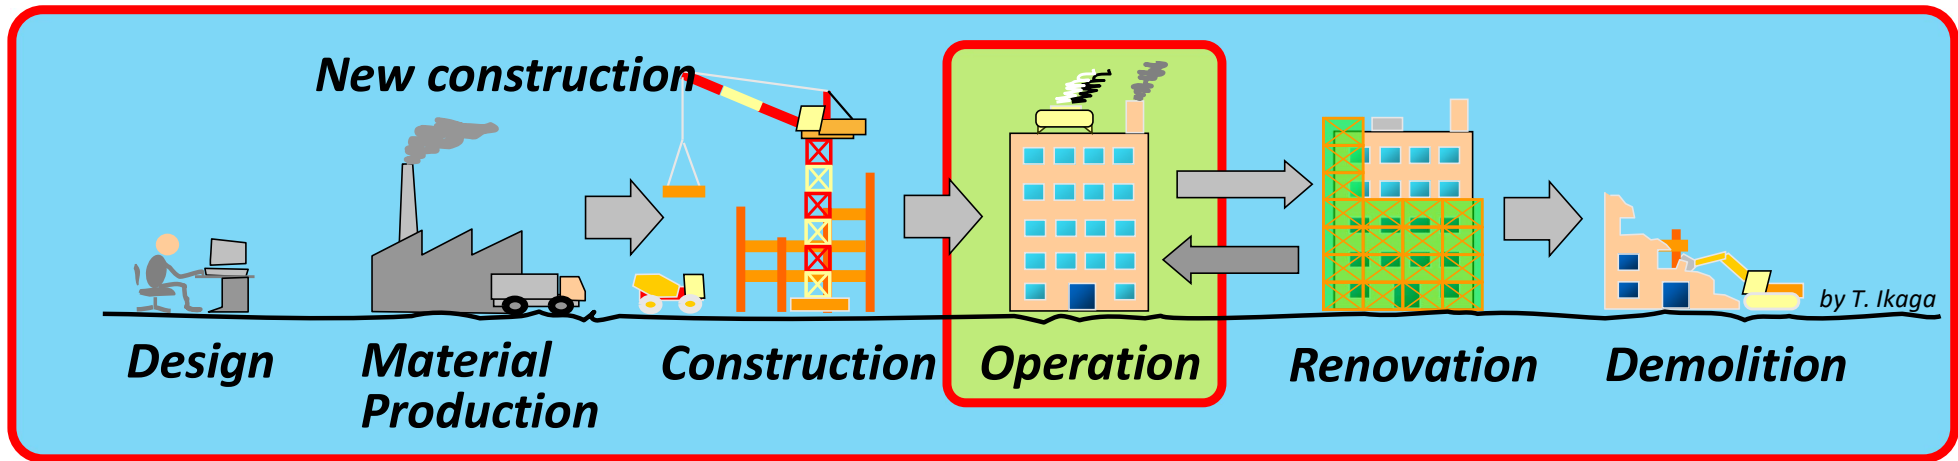 New construction
by T. Ikaga
Design
Material
Production
Construction
Operation
Renovation
Demolition